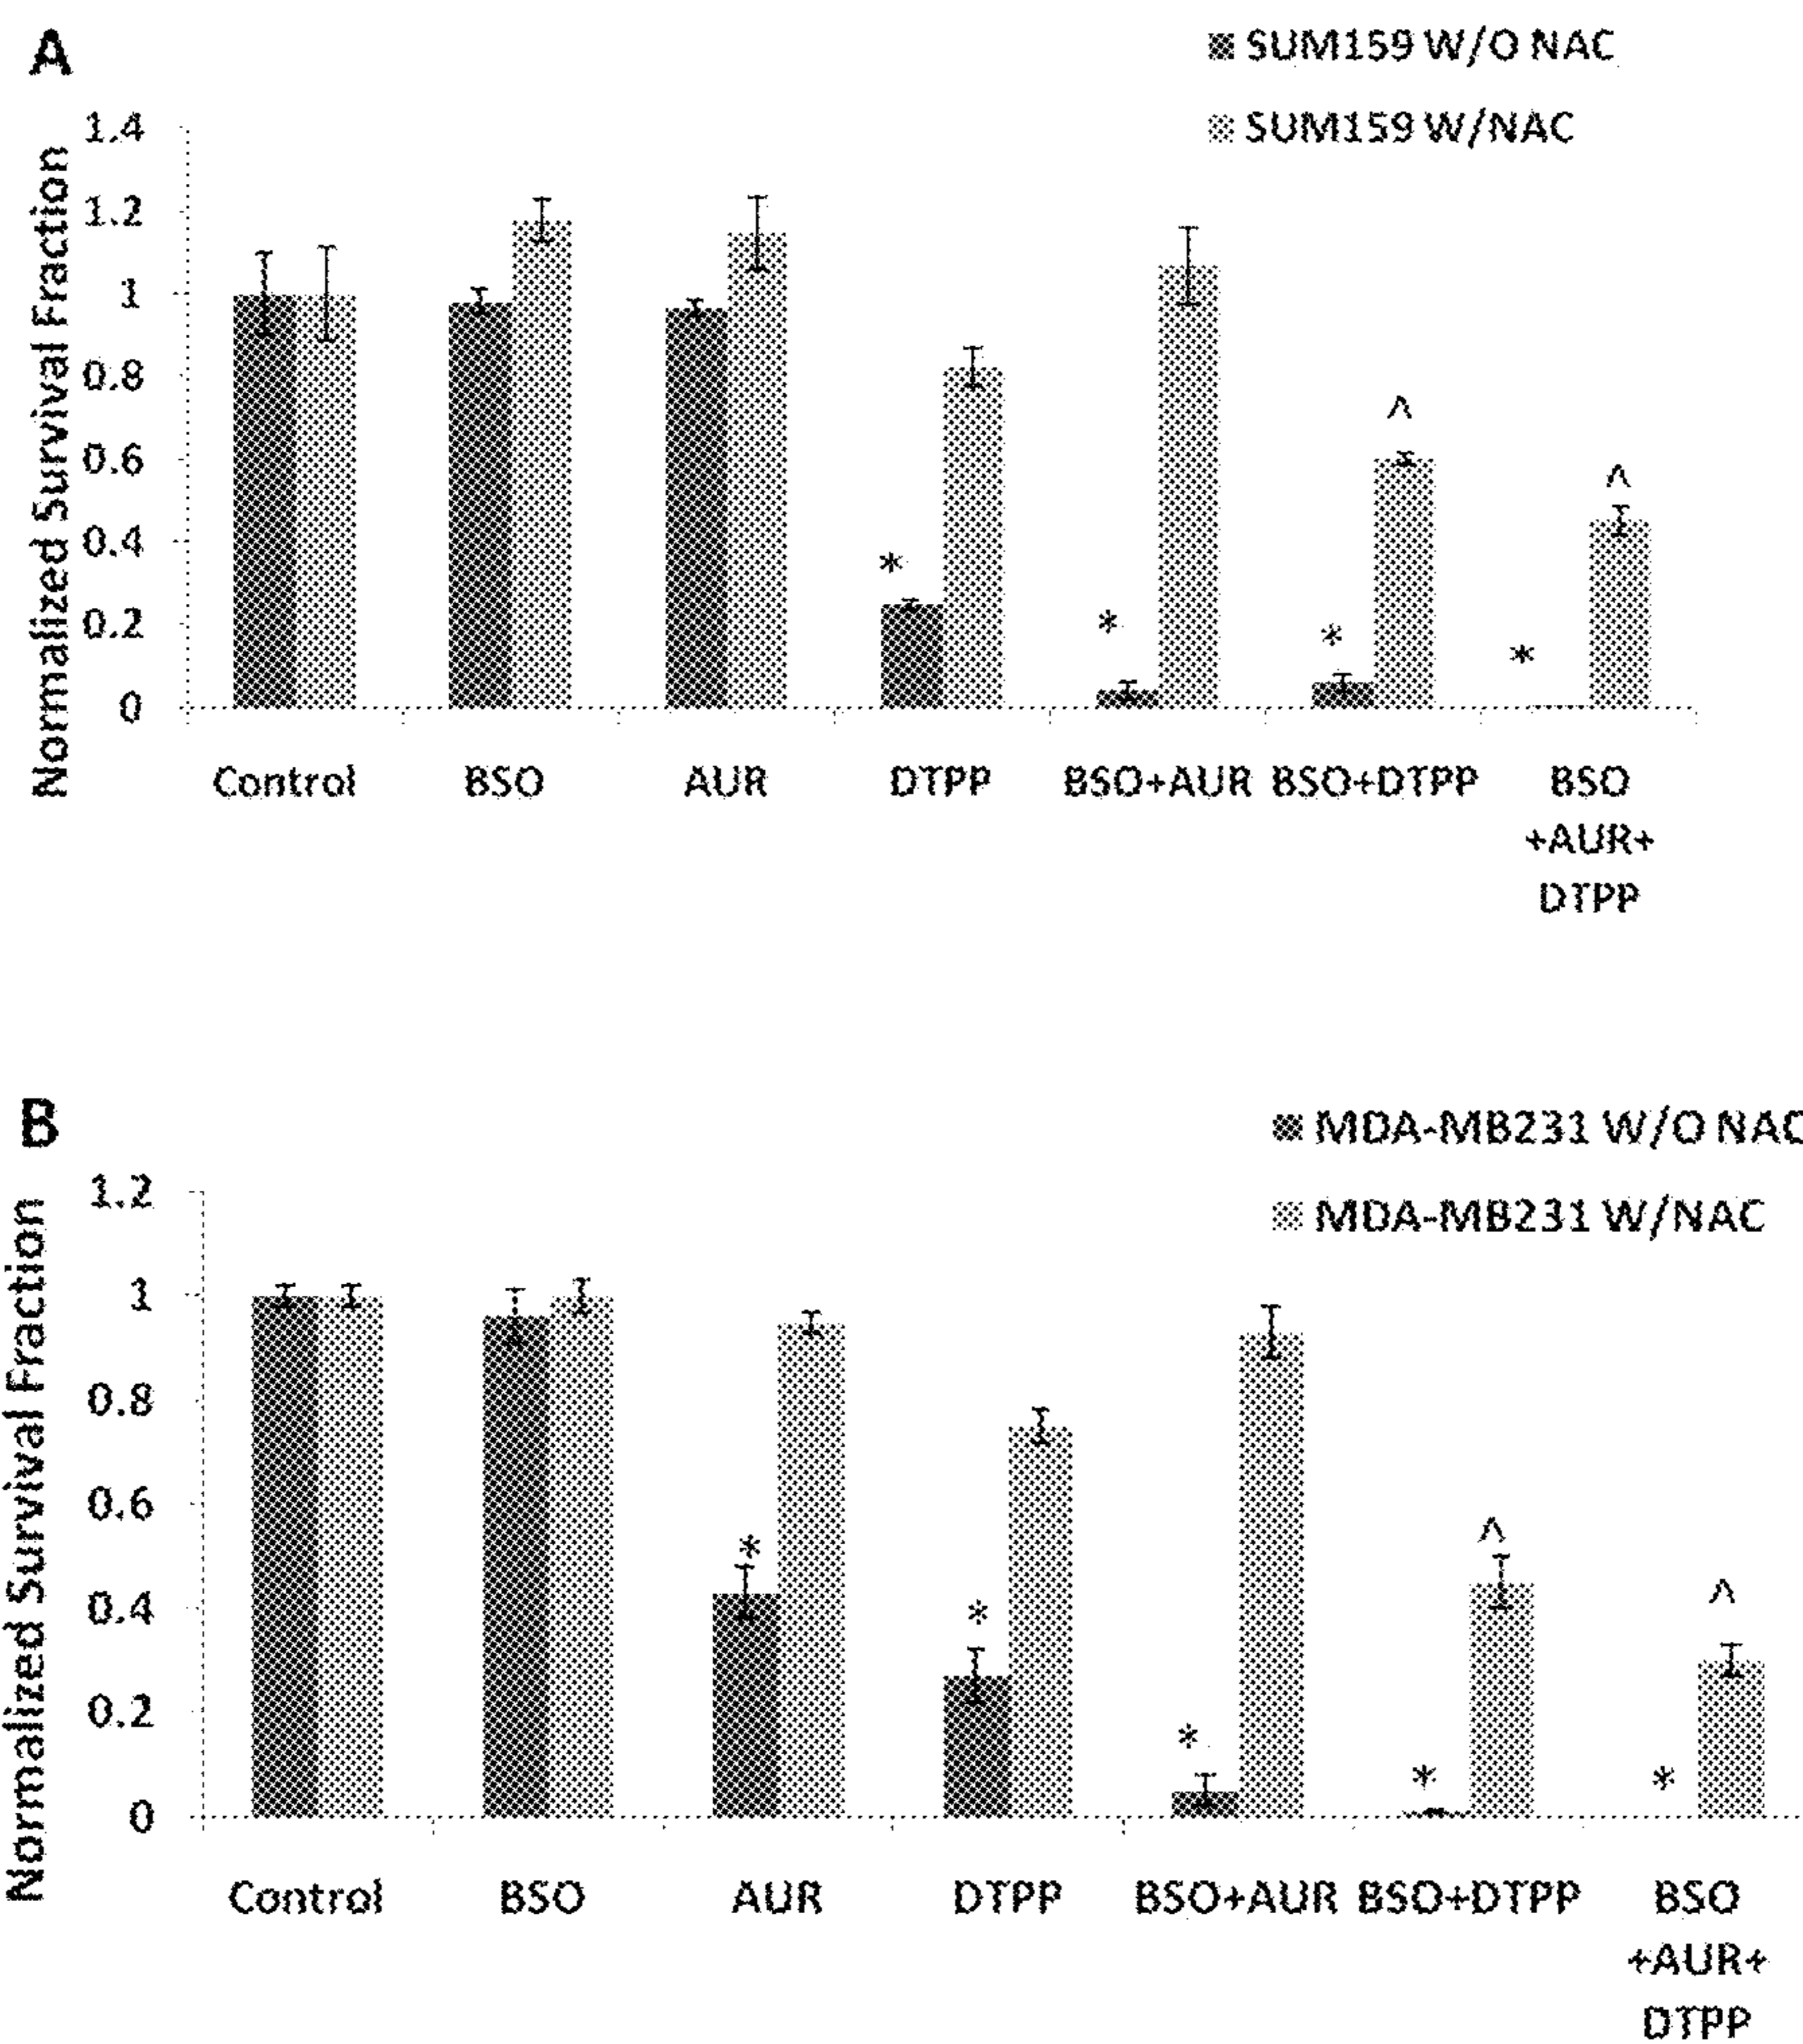 A
SUM159 W/O NAC
SUM159 W/NAC
Normalized Survival Fraction
1.4
1.2
1
0.8
0.6
0.4
0.2
0
^
^
*
*
*
*
Control BSO AUR DTPP BSO+AUR BSO+DTPP BSO
+AUR+
DTPP
B
MDA-MB231 W/O NAC
MDA-MB231 W/NAC
Normalized Survival Fraction
1.2
1
0.8
0.6
0.4
0.2
0
*
*
*
*
*
^
^
Control BSO AUR DTPP BSO+AUR BSO+DTPP BSO
+AUR+
DTPP